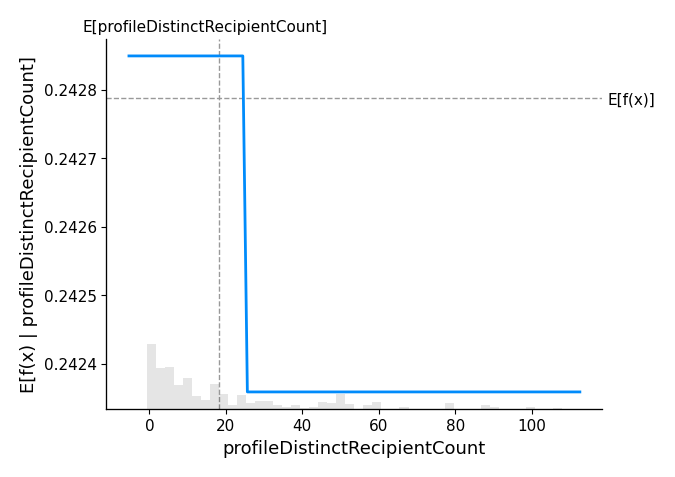 E[profileDistinctRecipientCount]
E[f(x) | profileDistinctRecipientCount]
0.2428
0.2427
0.2426
0.2425
0.2424
E[f(x)]
0 20 40 60 80 100
profileDistinctRecipientCount